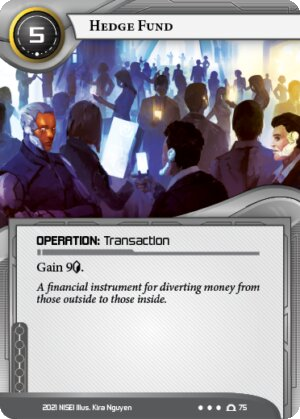 5
Hedge Fund
OPERATION: Transaction
Gain 9.
A financial instrument for diverting money from
those outside to those inside.
2021 NISEI Illus. Kira Nguyen
75